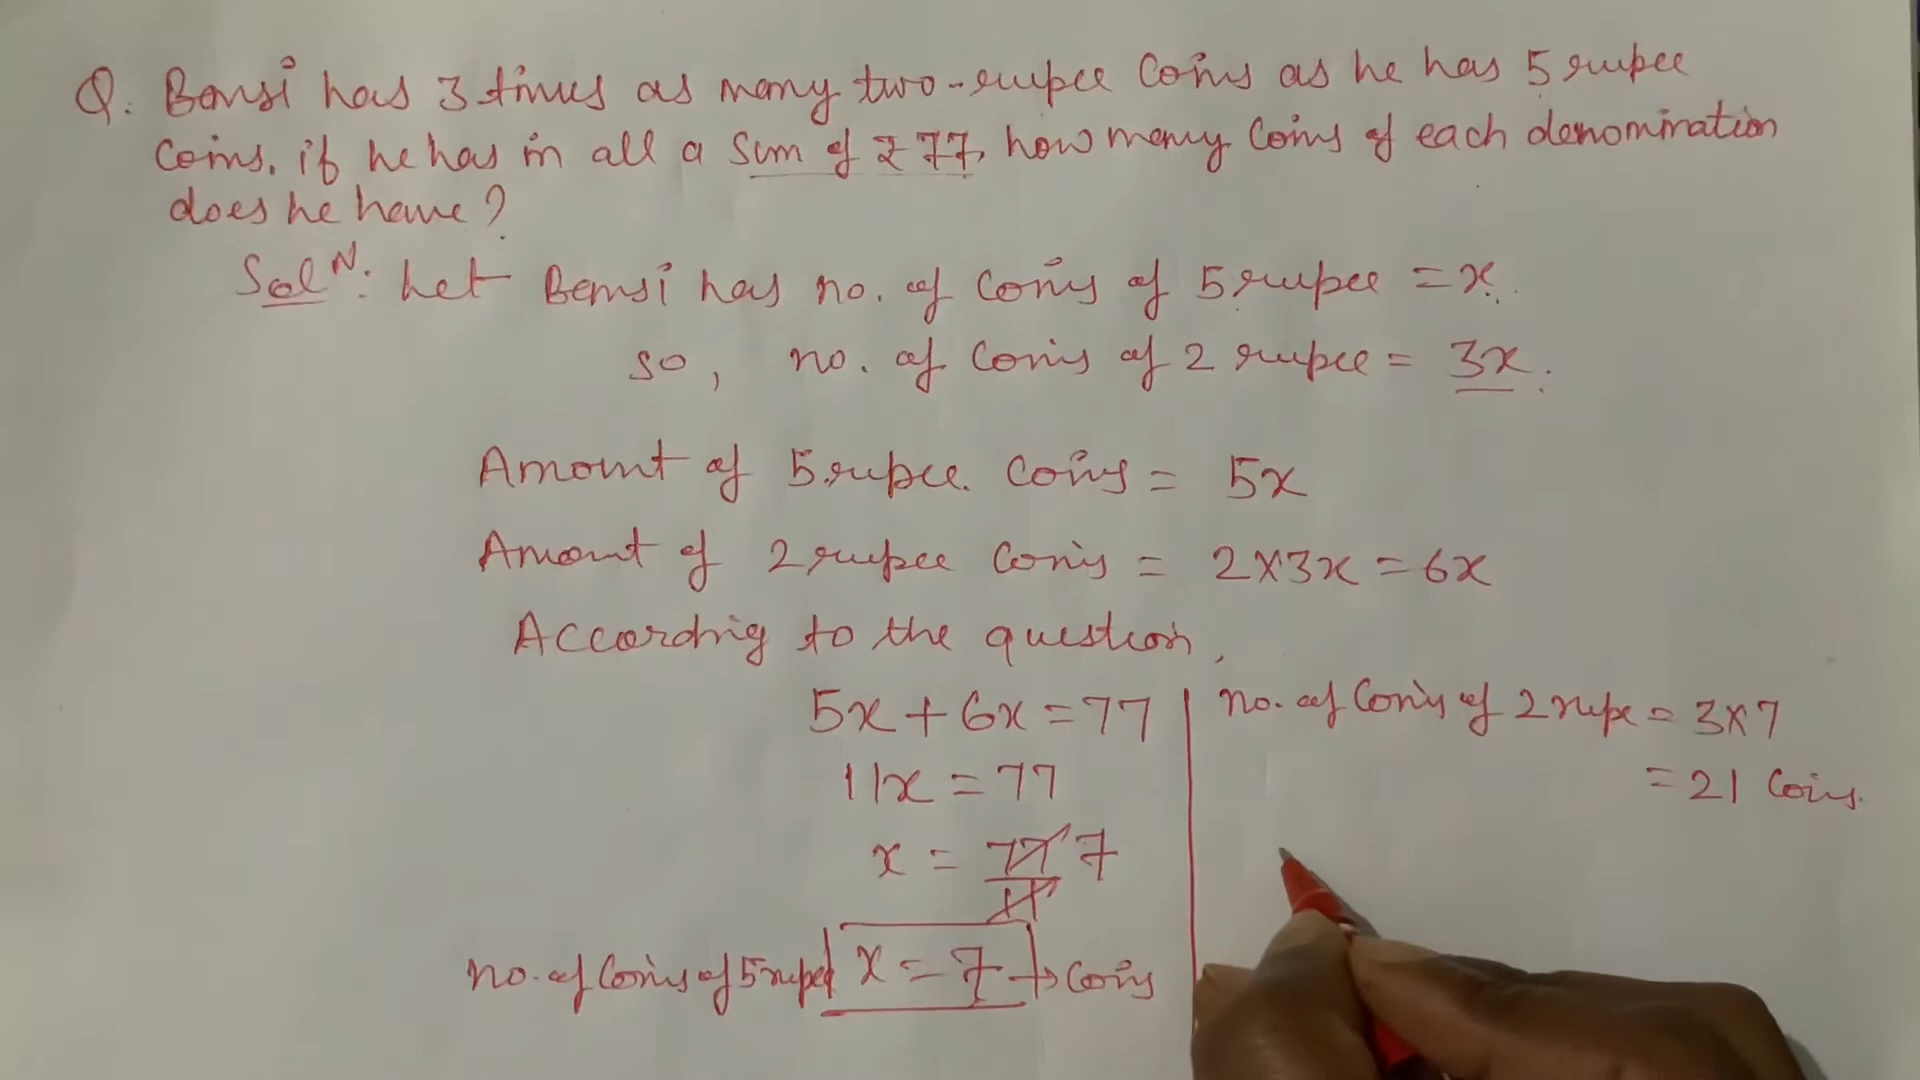 Q. Bansi has 3 times as many two-rupee Coins as he has 5 rupee
Coins. if he has in all a sum of ₹ 77, how many Coins of each denomination
does he have?
Solᴺ: Let Bansi has no. of Coins of 5 rupee = x.
so, no. of Coins of 2 rupee = 3x.
Amount of 5 rupee. Coins = 5x
Amount of 2 rupee Coins = 2×3x = 6x
According to the question,
5x + 6x = 77
11x = 77
x = 77/11 7
no. of Coins of 5 rupee x = 7 → Coins
no. of Coins of 2 rupe = 3×7
= 21 Coins.